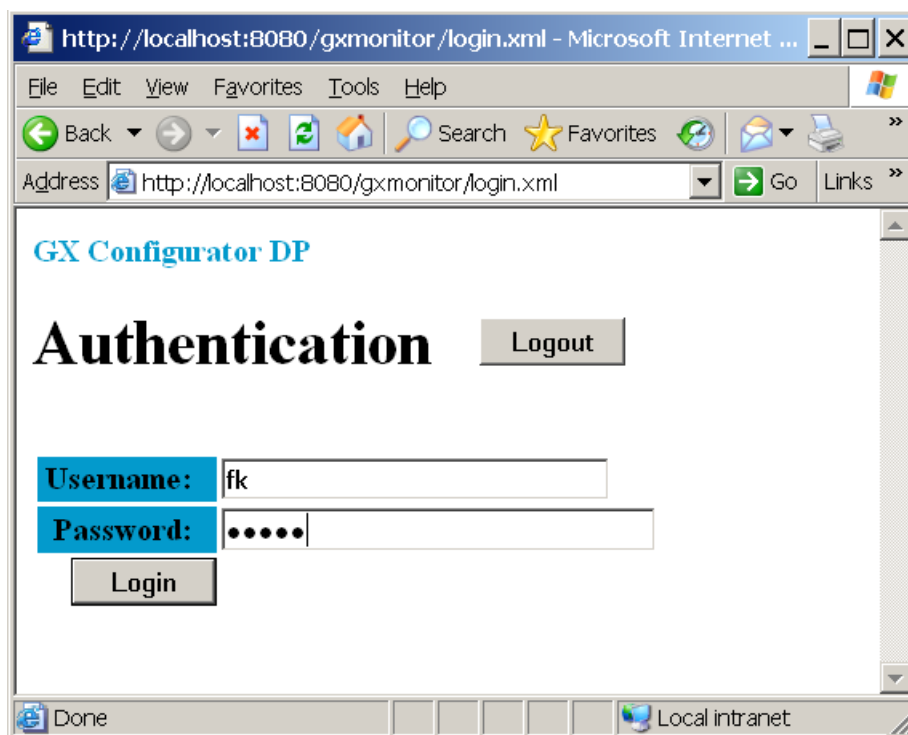 http://localhost:8080/gxmonitor/login.xml - Microsoft Internet ...
File Edit View Favorites Tools Help
Back Search Favorites »
Address http://localhost:8080/gxmonitor/login.xml Go Links »
GX Configurator DP
Authentication Logout
Username: fk
Password: •••••
Login
Done Local intranet